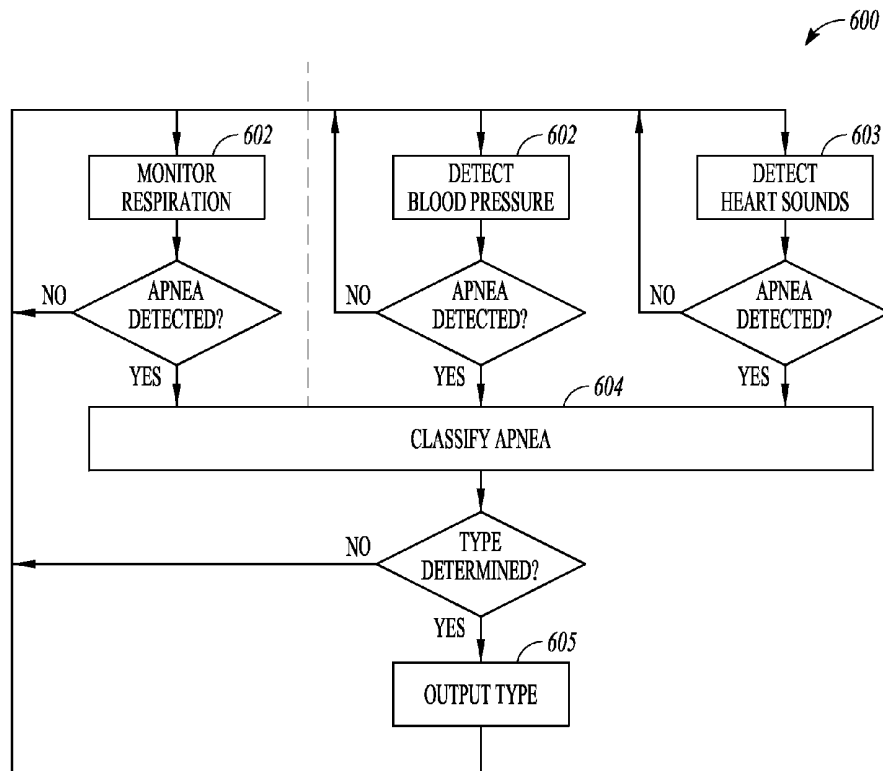 600
602
602
603
MONITOR
RESPIRATION
DETECT
BLOOD PRESSURE
DETECT
HEART SOUNDS
NO
APNEA
DETECTED?
NO
APNEA
DETECTED?
NO
APNEA
DETECTED?
YES
YES
YES
604
CLASSIFY APNEA
NO
TYPE
DETERMINED?
YES
605
OUTPUT TYPE